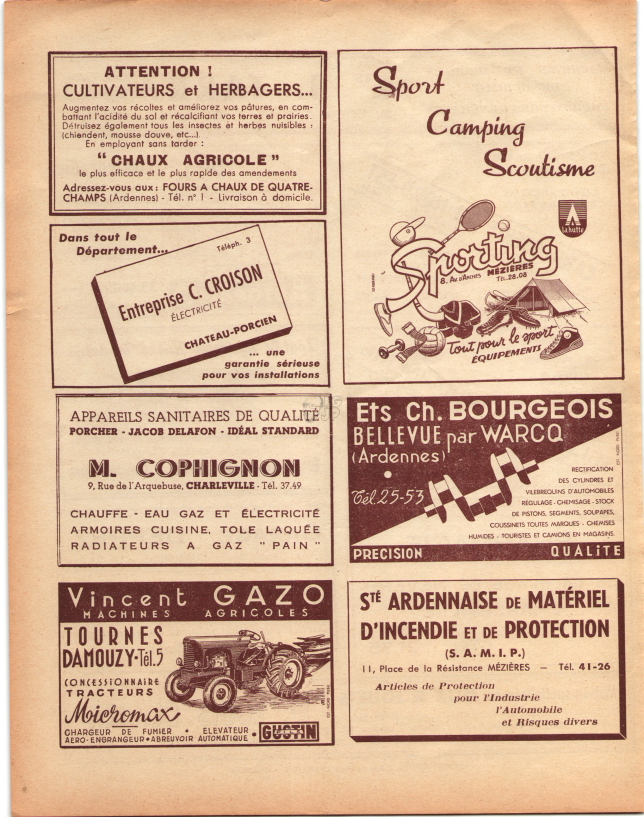 ATTENTION !
CULTIVATEURS et HERBAGERS...
Augmentez vos récoltes et améliorez vos pâtures, en com-
battant l'acidité du sol et récalcifiant vos terres et prairies.
Détruisez également tous les insectes et herbes nuisibles :
(chiendent, mousse douve, etc...).
En employant sans tarder :
" CHAUX AGRICOLE "
le plus efficace et le plus rapide des amendements
Adressez-vous aux : FOURS A CHAUX DE QUATRE-
CHAMPS (Ardennes) - Tél. n° 1 - Livraison à domicile.
Sport
Camping
Scoutisme
la hutte
Sporting
8, Av. D'ARCHES MÉZIÈRES
TÉL. 28.08
Tout pour le sport
ÉQUIPEMENTS
Dans tout le
Département...
Téléph. 3
Entreprise C. CROISON
ÉLECTRICITÉ
CHATEAU-PORCIEN
... une
garantie sérieuse
pour vos installations
APPAREILS SANITAIRES DE QUALITÉ
PORCHER - JACOB DELAFON - IDÉAL STANDARD
M. COPHIGNON
9, Rue de l'Arquebuse, CHARLEVILLE - Tél. 37.49
CHAUFFE - EAU GAZ ET ÉLECTRICITÉ
ARMOIRES CUISINE, TOLE LAQUÉE
RADIATEURS A GAZ " PAIN "
Ets Ch. BOURGEOIS
BELLEVUE par WARCQ
(Ardennes)
Tél. 25-53
RECTIFICATION
DES CYLINDRES ET
VILEBREQUINS D'AUTOMOBILES
RÉGULAGE - CHEMISAGE - STOCK
DE PISTONS, SEGMENTS, SOUPAPES,
COUSSINETS TOUTES MARQUES - CHEMISES
HUMIDES - TOURISTES ET CAMIONS EN MAGASINS.
PRECISION QUALITE
Vincent GAZO
MACHINES AGRICOLES
TOURNES
DAMOUZY - Tél. 5
CONCESSIONNAIRE
TRACTEURS
Micromax
CHARGEUR DE FUMIER • ELEVATEUR
AERO-ENGRANGEUR • ABREUVOIR AUTOMATIQUE •
GUSTIN
STÉ ARDENNAISE DE MATÉRIEL
D'INCENDIE ET DE PROTECTION
(S. A. M. I. P.)
11, Place de la Résistance MÉZIÈRES — Tél. 41-26
Articles de Protection
pour l'Industrie
l'Automobile
et Risques divers